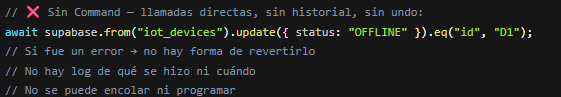 // ❌ Sin Command — llamadas directas, sin historial, sin undo:
await supabase.from("iot_devices").update({ status: "OFFLINE" }).eq("id", "D1");
// Si fue un error → no hay forma de revertirlo
// No hay log de qué se hizo ni cuándo
// No se puede encolar ni programar